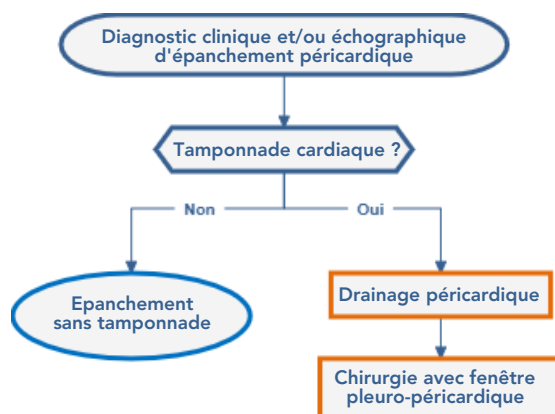 Diagnostic clinique et/ou échographique
d'épanchement péricardique
Tamponnade cardiaque ?
Non
Oui
Epanchement
sans tamponnade
Drainage péricardique
Chirurgie avec fenêtre
pleuro-péricardique